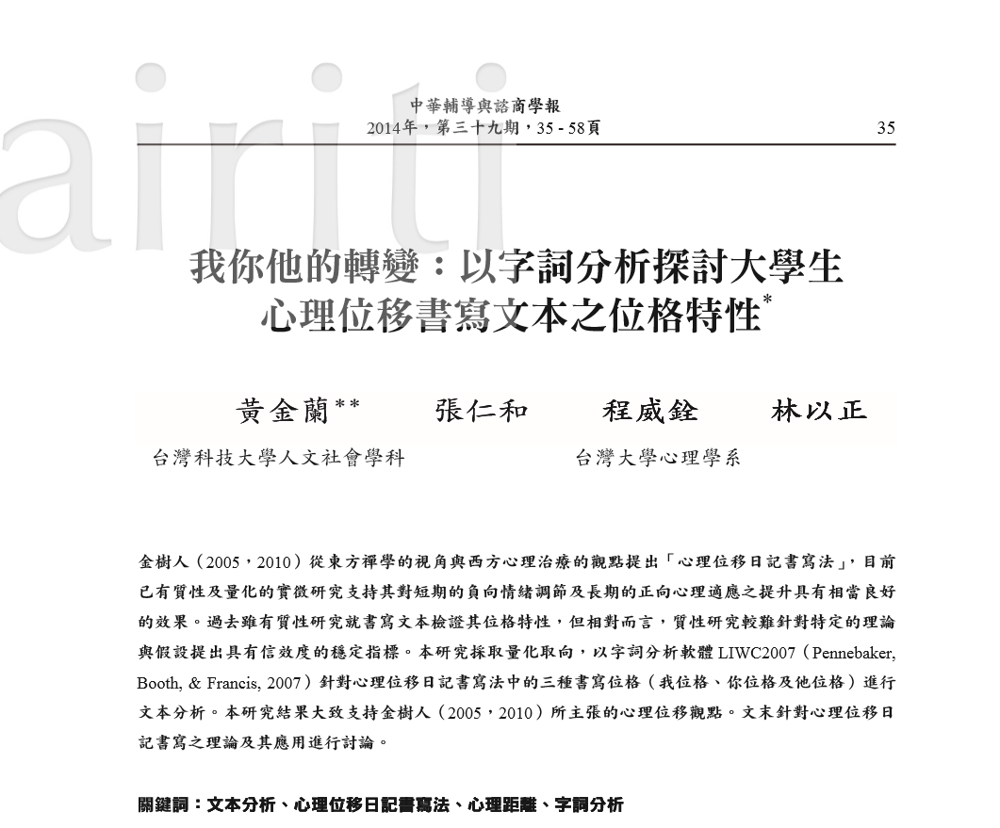 airiti
中華輔導與諮商學報
2014年，第三十九期，35 - 58頁 35
我你他的轉變：以字詞分析探討大學生
心理位移書寫文本之位格特性*
黃金蘭** 張仁和 程威銓 林以正
台灣科技大學人文社會學科 台灣大學心理學系
金樹人（2005，2010）從東方禪學的視角與西方心理治療的觀點提出「心理位移日記書寫法」，目前
已有質性及量化的實徵研究支持其對短期的負向情緒調節及長期的正向心理適應之提升具有相當良好
的效果。過去雖有質性研究就書寫文本檢證其位格特性，但相對而言，質性研究較難針對特定的理論
與假設提出具有信效度的穩定指標。本研究採取量化取向，以字詞分析軟體 LIWC2007（Pennebaker,
Booth, & Francis, 2007）針對心理位移日記書寫法中的三種書寫位格（我位格、你位格及他位格）進行
文本分析。本研究結果大致支持金樹人（2005，2010）所主張的心理位移觀點。文末針對心理位移日
記書寫之理論及其應用進行討論。
關鍵詞：文本分析、心理位移日記書寫法、心理距離、字詞分析